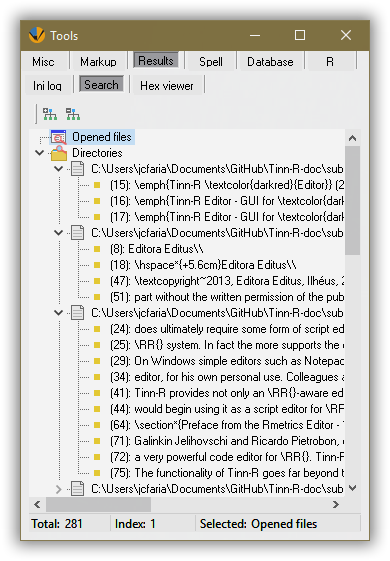 Tools
Misc Markup Results Spell Database R
Ini log Search Hex viewer
Opened files
Directories
C:\Users\jcfaria\Documents\GitHub\Tinn-R-doc\sub
(15): \emph{Tinn-R \textcolor{darkred}{Editor}} (2
(16): \emph{Tinn-R Editor - GUI for \textcolor{dark
(17): \emph{Tinn-R Editor - GUI for \textcolor{dark
C:\Users\jcfaria\Documents\GitHub\Tinn-R-doc\sub
(8): Editora Editus\\
(18): \hspace*{+5.6cm}Editora Editus\\
(47): \textcopyright~2013, Editora Editus, Ilhéus, 2
(51): part without the written permission of the pub
C:\Users\jcfaria\Documents\GitHub\Tinn-R-doc\sub
(24): does ultimately require some form of script ed
(25): \RR{} system. In fact the more supports the
(29): On Windows simple editors such as Notepad
(34): editor, for his own personal use. Colleagues a
(41): Tinn-R provides not only an \RR{}-aware ed
(44): would begin using it as a script editor for \RF
(64): \section*{Preface from the Rmetrics Editor -
(71): Galinkin Jelihovschi and Ricardo Pietrobon,
(72): a very powerful code editor for \RR{}. Tinn-F
(75): The functionality of Tinn-R goes far beyond t
C:\Users\jcfaria\Documents\GitHub\Tinn-R-doc\sub
Total: 281 Index: 1 Selected: Opened files